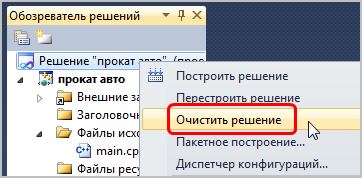 Обозреватель решений
Решение "прокат авто" (прое
прокат авто
Внешние за
Заголовочн
Файлы исхо
main.cp
Файлы ресу
Построить решение
Перестроить решение
Очистить решение
Пакетное построение...
Диспетчер конфигураций...